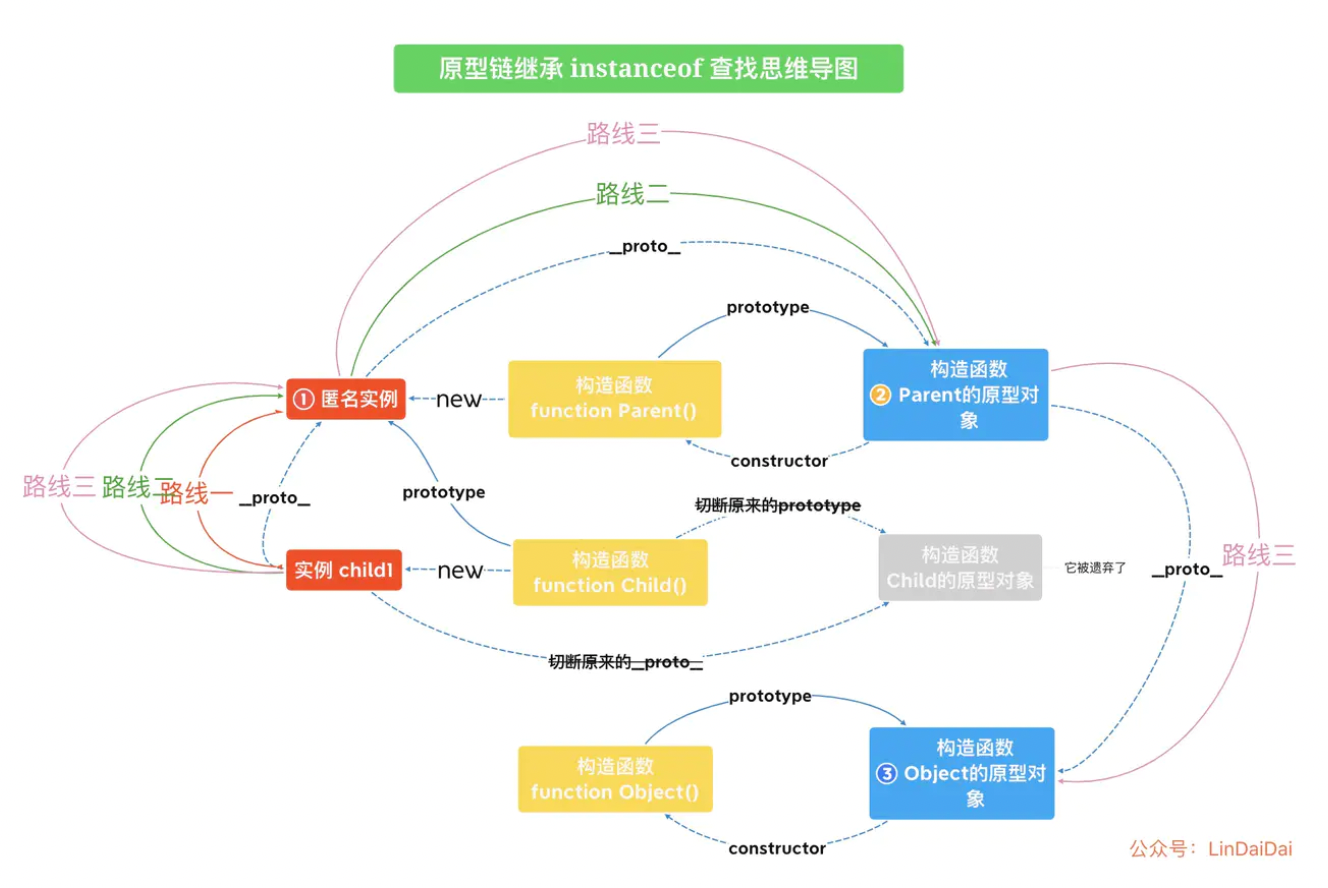 原型链继承 instanceof 查找思维导图
路线三
路线二
__proto__
prototype
构造函数
② Parent的原型对
象
构造函数
function Parent()
new
① 匿名实例
constructor
路线三
路线二
路线一
__proto__
prototype
切断原来的prototype
构造函数
Child的原型对象
它被遗弃了
__proto__
路线三
实例 child1
new
构造函数
function Child()
切断原来的__proto__
prototype
构造函数
function Object()
构造函数
③ Object的原型对
象
constructor
公众号：LinDaiDai